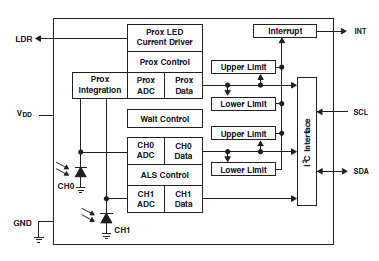 Prox LED
Current Driver
Interrupt
INT
LDR
Prox Control
Upper Limit
Prox
Integration
Prox
ADC
Prox
Data
Lower Limit
VDD
Wait Control
SCL
Upper Limit
CH0
ADC
CH0
Data
I2C Interface
Lower Limit
SDA
ALS Control
CH0
CH1
ADC
CH1
Data
GND
CH1